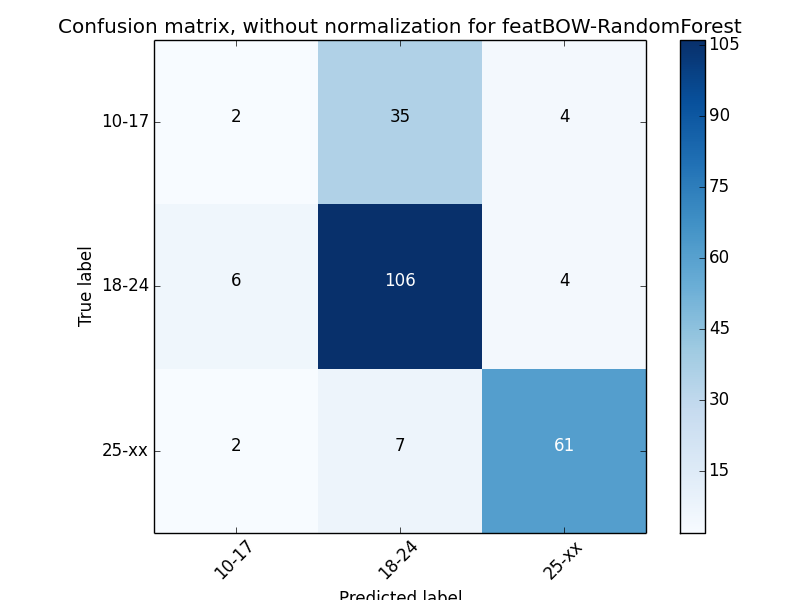 Confusion matrix, without normalization for featBOW-RandomForest
10-17 2 35 4
18-24 6 106 4
25-xx 2 7 61
True label
10-17 18-24 25-xx
Predicted label
105
90
75
60
45
30
15